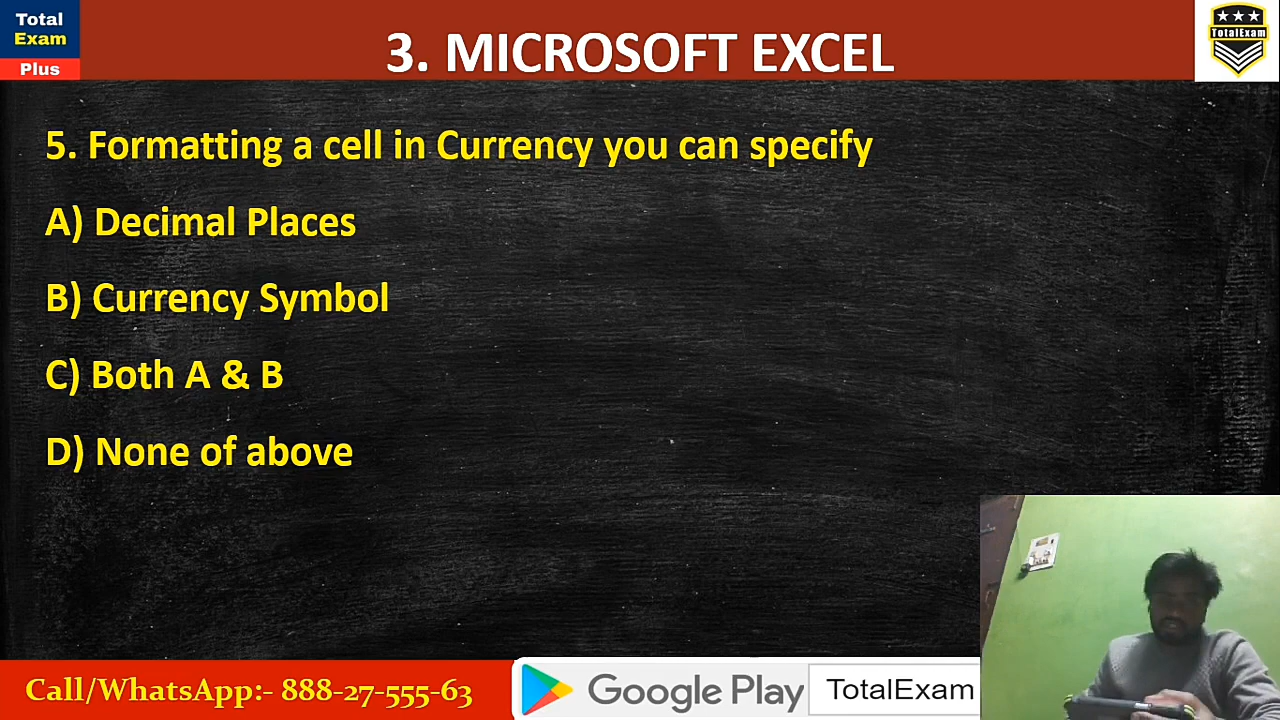 Total
Exam
Plus
3. MICROSOFT EXCEL
TotalExam
5. Formatting a cell in Currency you can specify
A) Decimal Places
B) Currency Symbol
C) Both A & B
D) None of above
Call/WhatsApp:- 888-27-555-63
Google Play
TotalExam